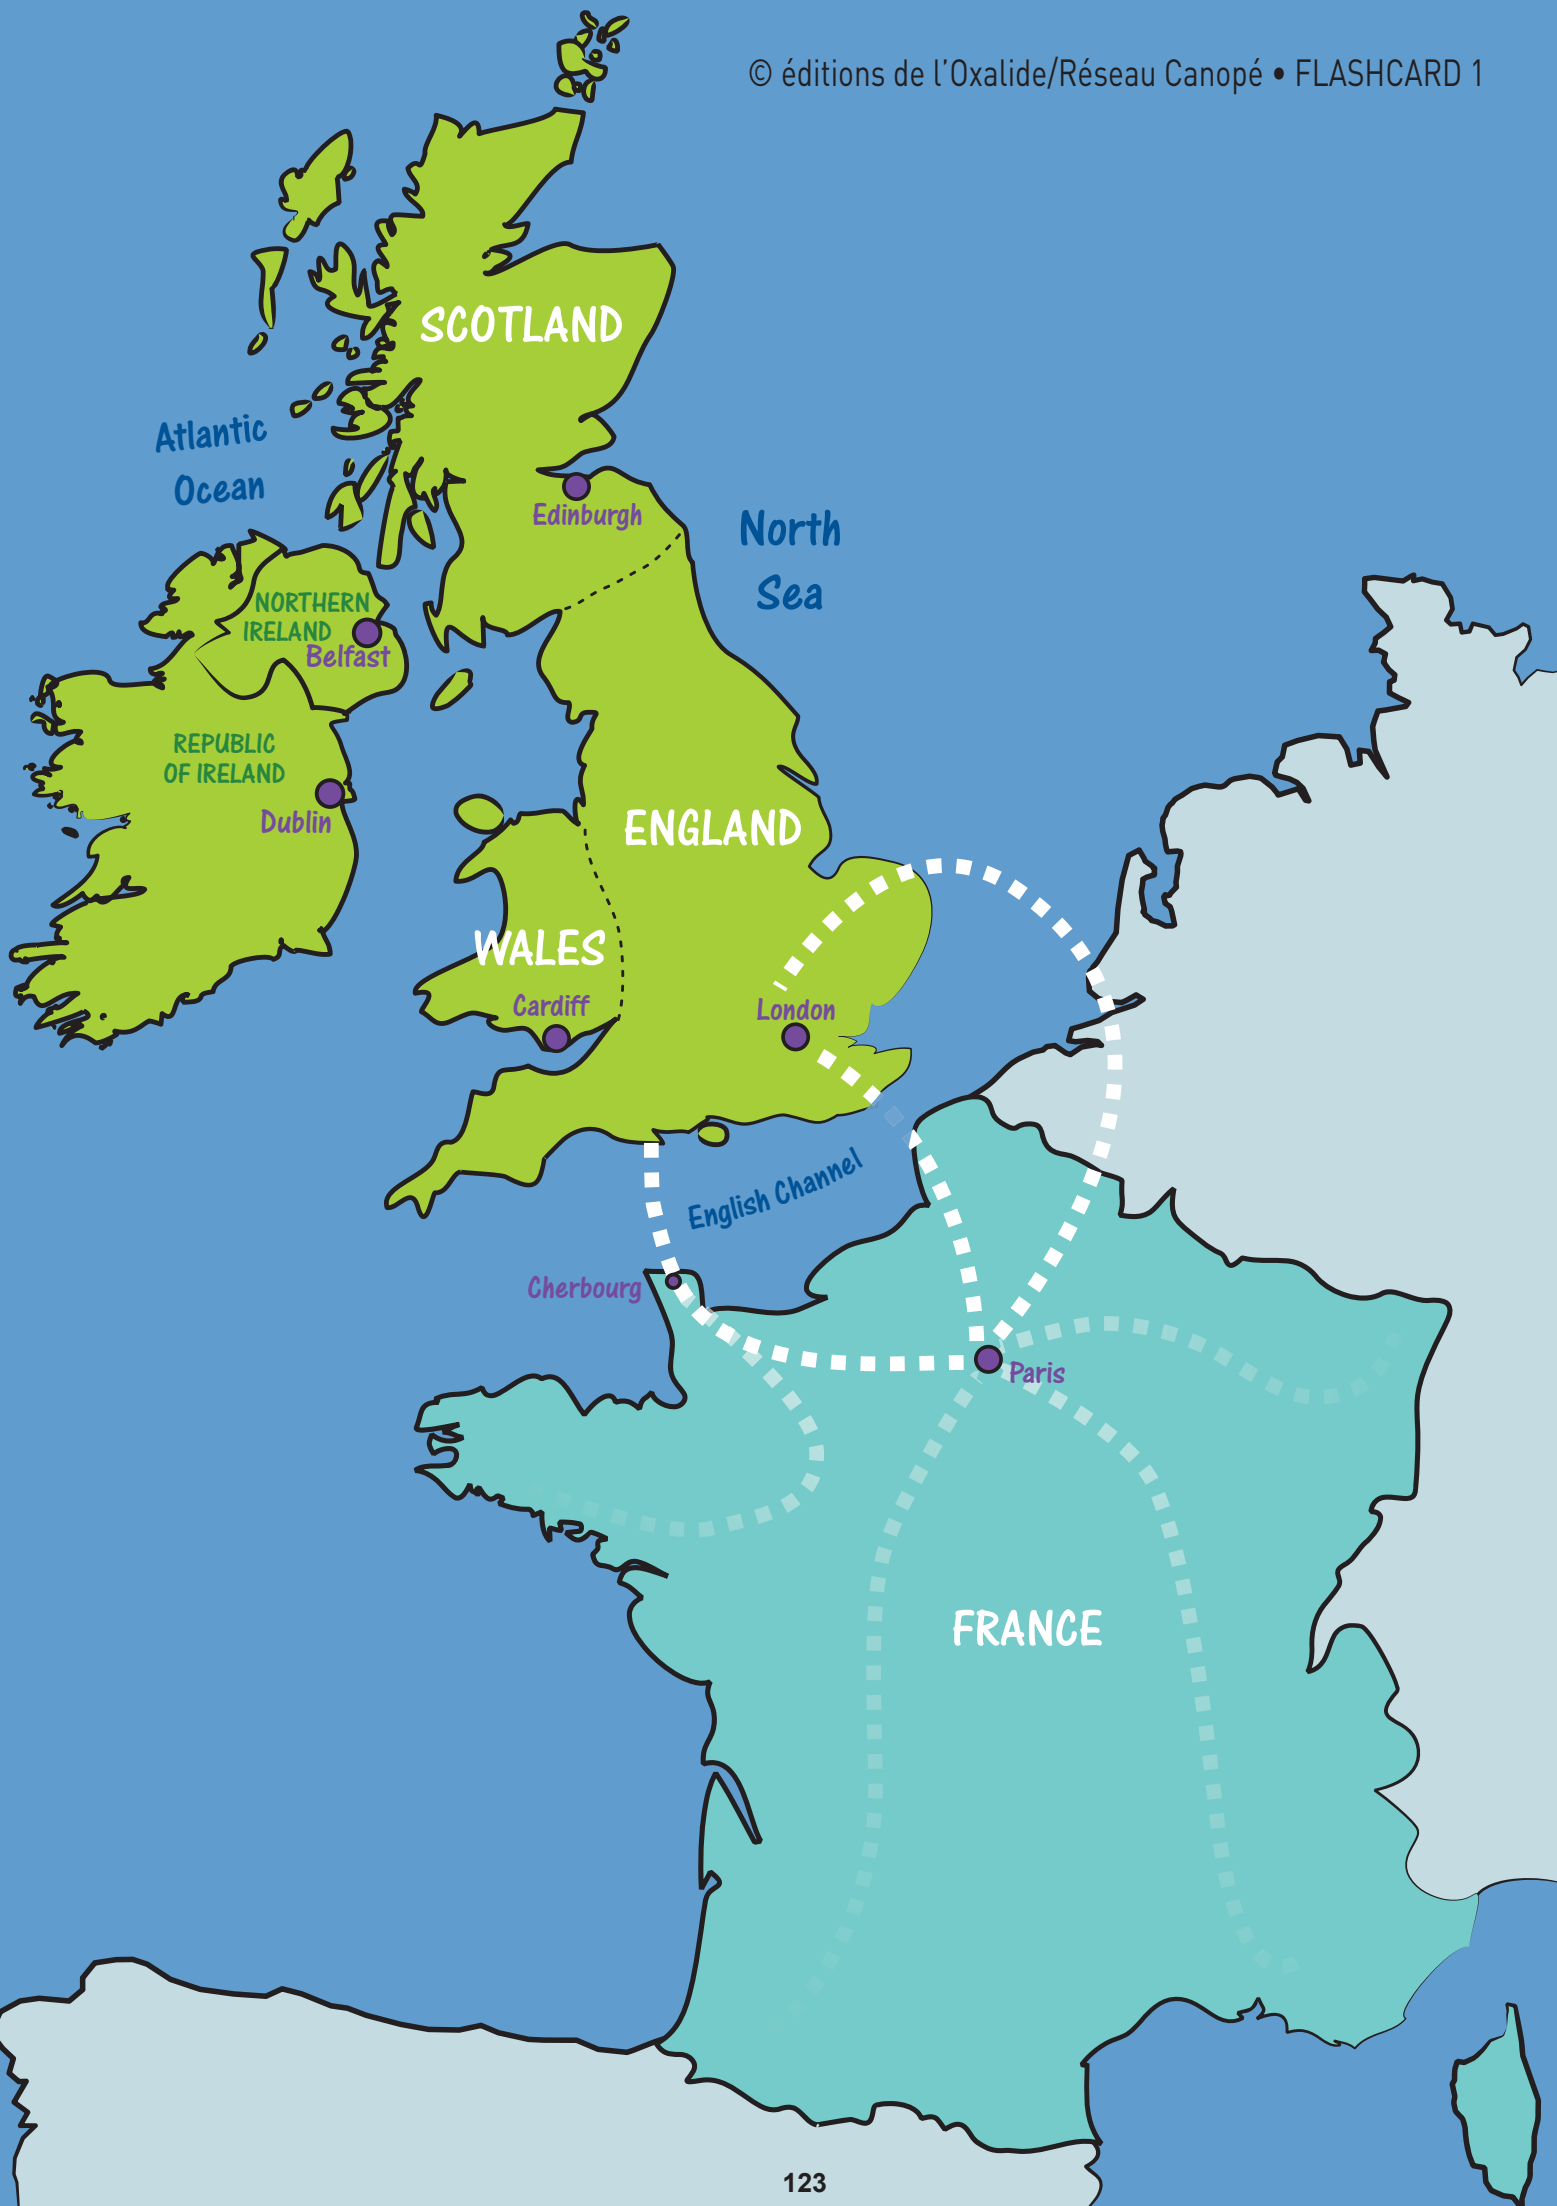 © éditions de l’Oxalide/Réseau Canopé • FLASHCARD 1
SCOTLAND
Atlantic
Ocean
Edinburgh
North
Sea
NORTHERN
IRELAND
Belfast
REPUBLIC
OF IRELAND
Dublin
ENGLAND
WALES
Cardiff
London
English Channel
Cherbourg
Paris
FRANCE
123